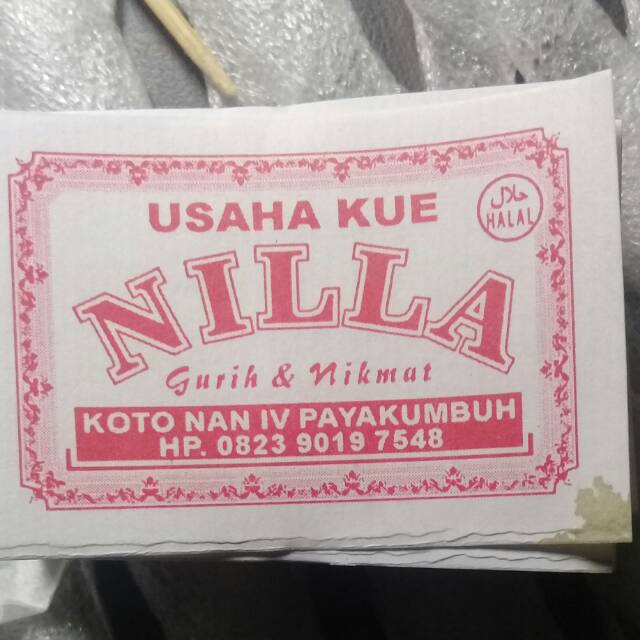 USAHA KUE
حلال
HALAL
NILLA
Gurih & Nikmat
KOTO NAN IV PAYAKUMBUH
HP. 0823 9019 7548